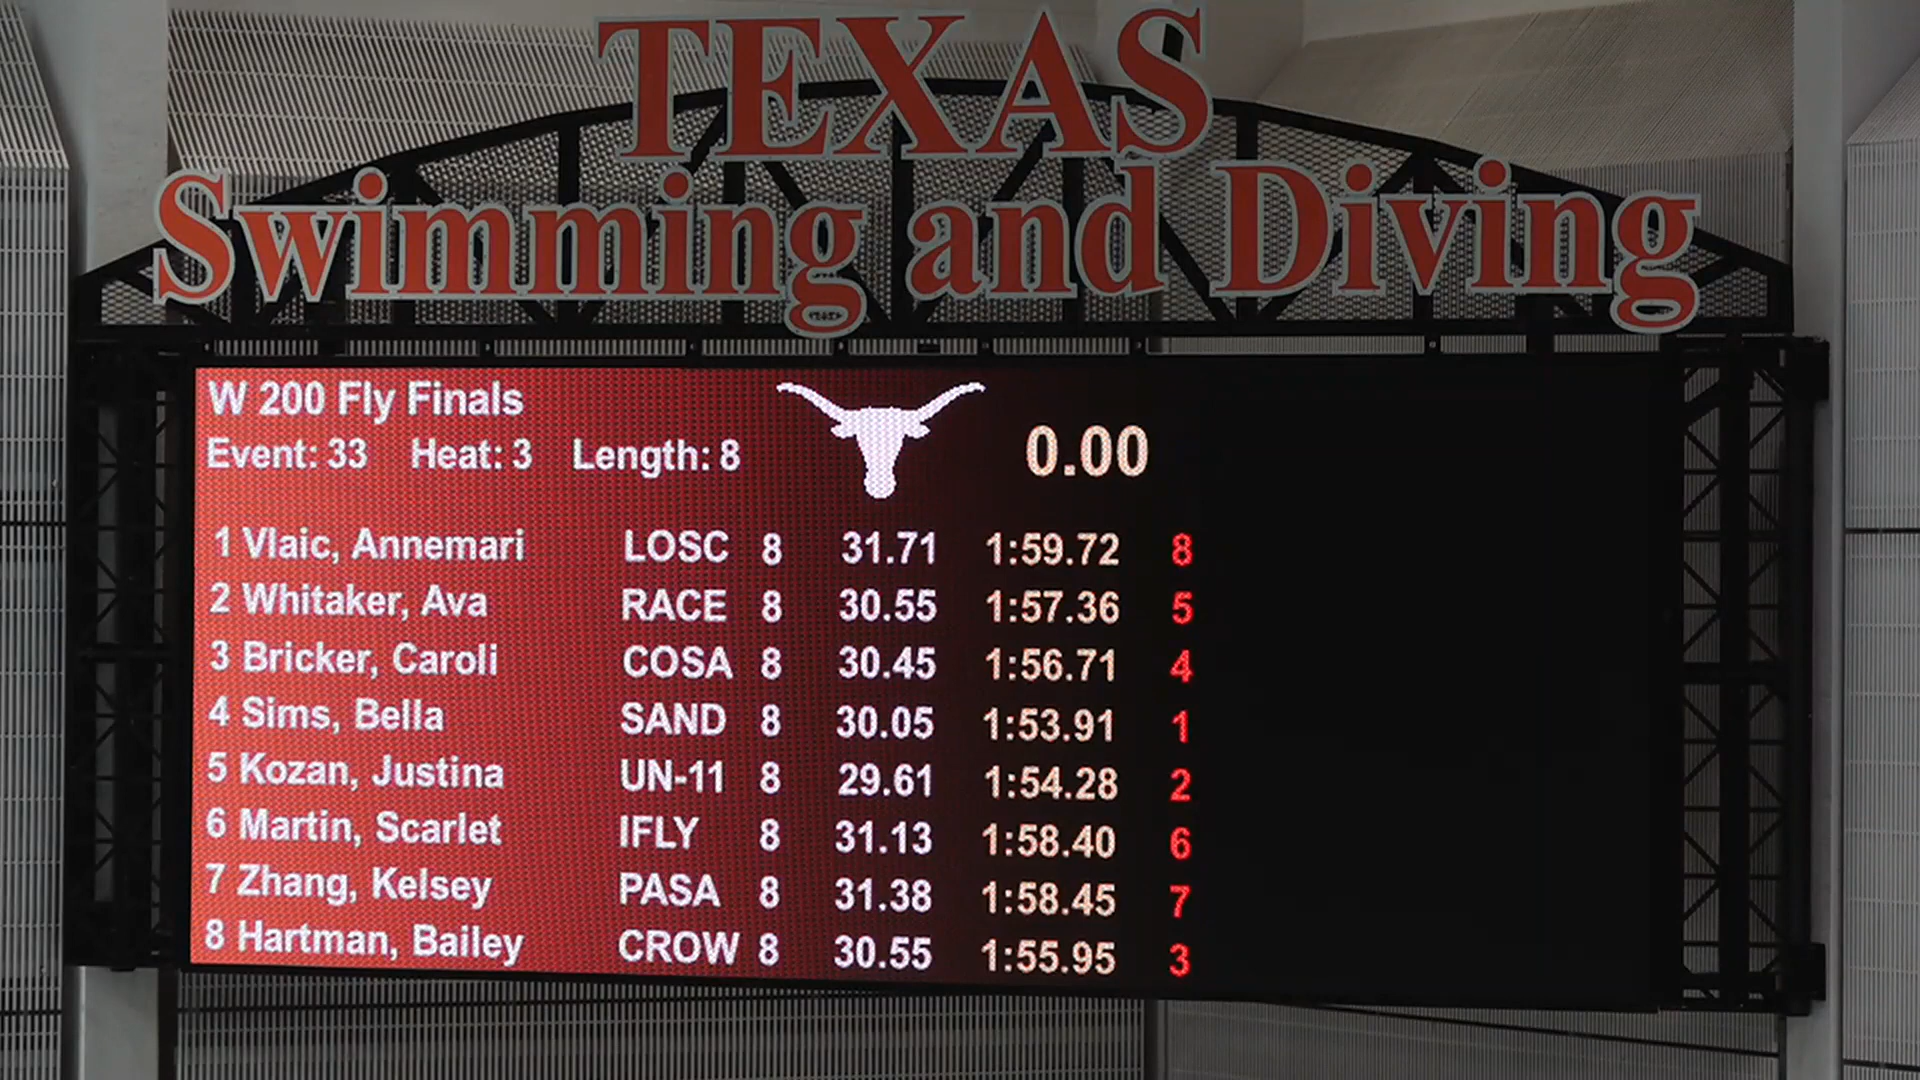 TEXAS
Swimming and Diving
W 200 Fly Finals
Event: 33 Heat: 3 Length: 8
0.00
1 Vlaic, Annemari LOSC 8 31.71 1:59.72 8
2 Whitaker, Ava RACE 8 30.55 1:57.36 5
3 Bricker, Caroli COSA 8 30.45 1:56.71 4
4 Sims, Bella SAND 8 30.05 1:53.91 1
5 Kozan, Justina UN-11 8 29.61 1:54.28 2
6 Martin, Scarlet IFLY 8 31.13 1:58.40 6
7 Zhang, Kelsey PASA 8 31.38 1:58.45 7
8 Hartman, Bailey CROW 8 30.55 1:55.95 3